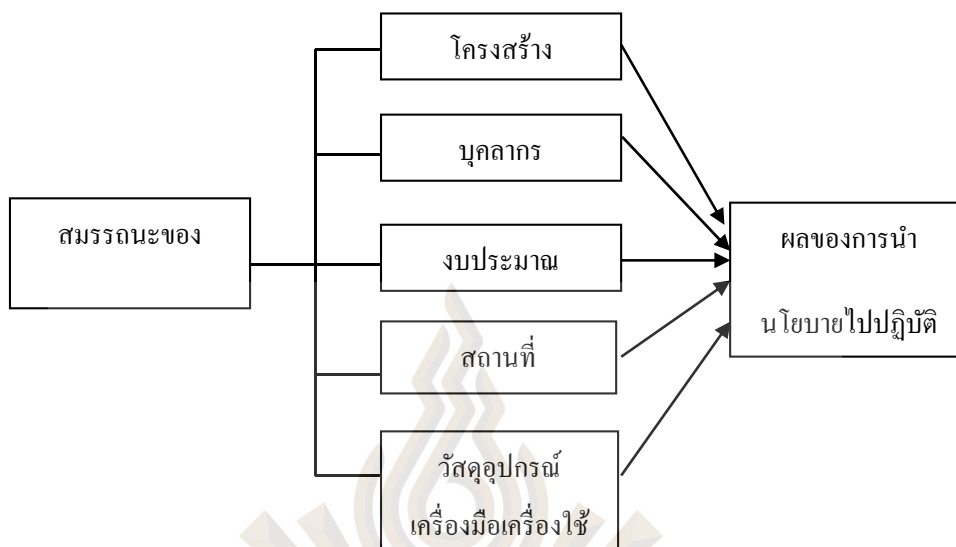 โครงสร้าง
บุคลากร
สมรรถนะของ
งบประมาณ
สถานที่
วัสดุอุปกรณ์
เครื่องมือเครื่องใช้
ผลของการนำ
นโยบายไปปฏิบัติ